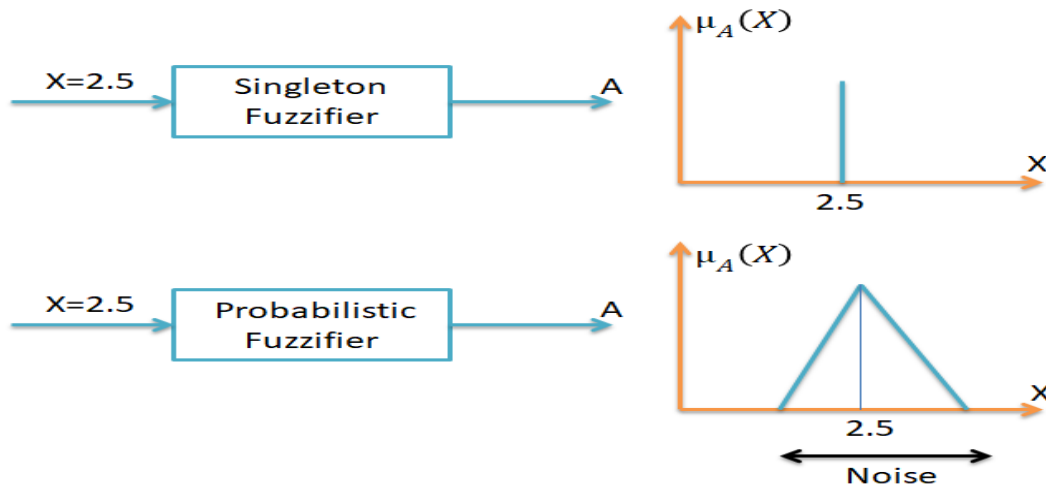 X=2.5
Singleton
Fuzzifier
A
μA(X)
X
2.5
X=2.5
Probabilistic
Fuzzifier
A
μA(X)
X
2.5
Noise